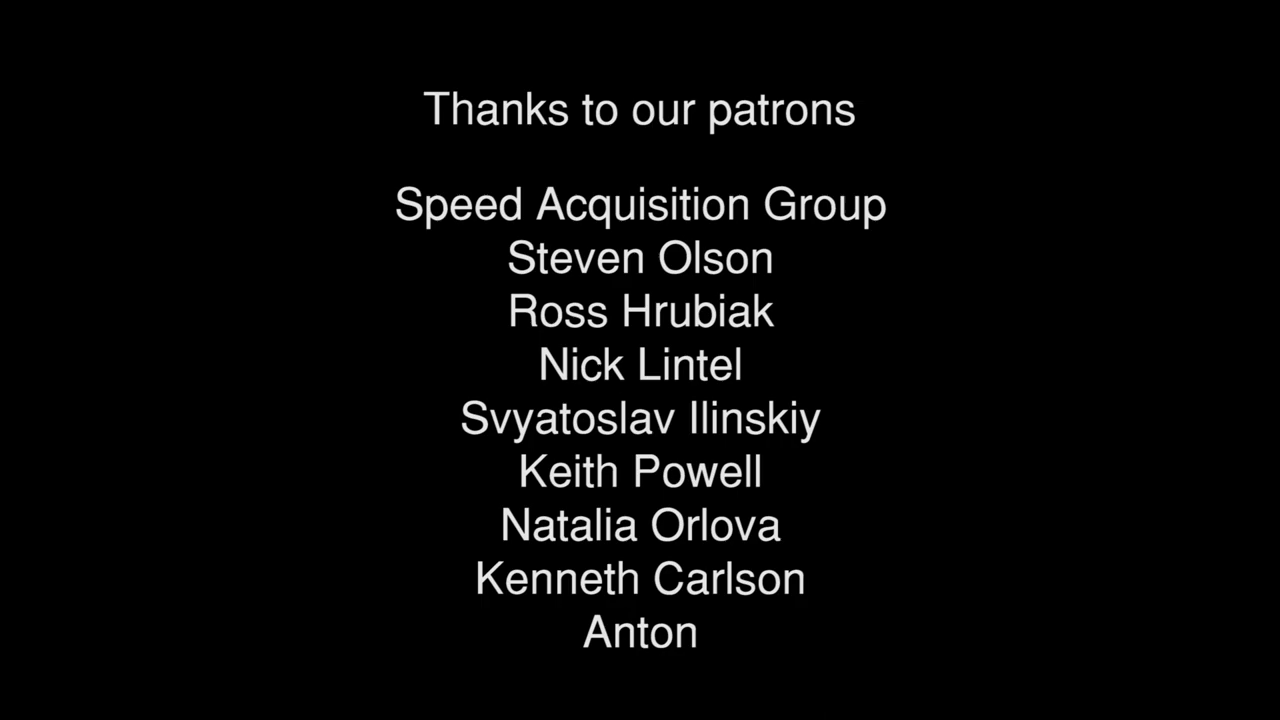 Thanks to our patrons
Speed Acquisition Group
Steven Olson
Ross Hrubiak
Nick Lintel
Svyatoslav Ilinskiy
Keith Powell
Natalia Orlova
Kenneth Carlson
Anton